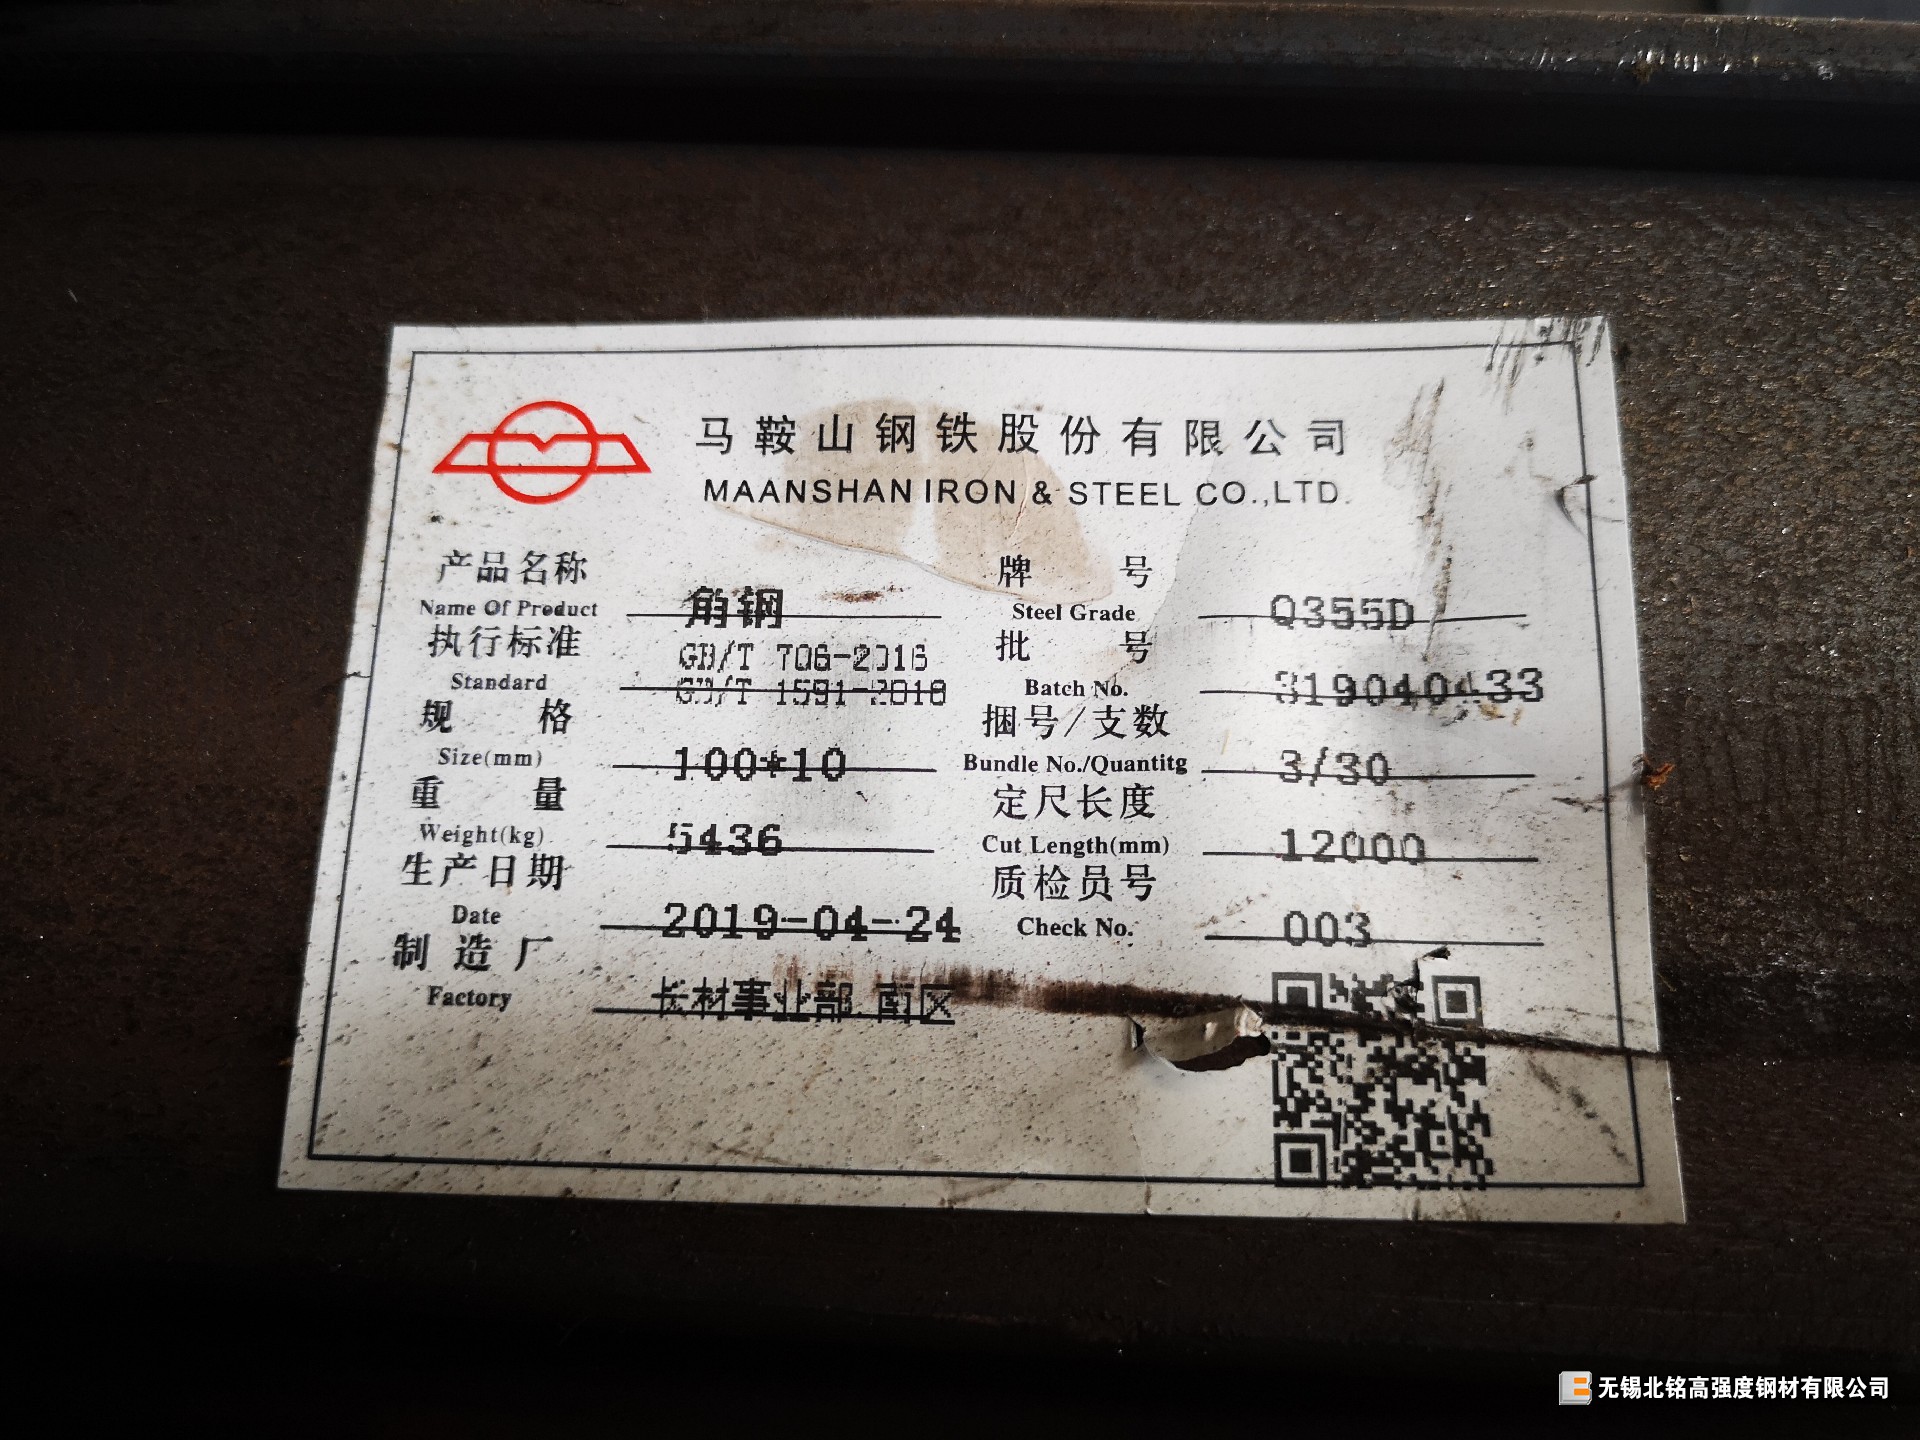 马鞍山钢铁股份有限公司
MAANSHAN IRON & STEEL CO.,LTD.
产品名称 角钢
Name Of Product
牌号 Q355D
Steel Grade
执行标准 GB/T 706-2016
Standard GB/T 1591-2018
批号 319040433
Batch No.
规格 100*10
Size(mm)
捆号/支数 3/30
Bundle No./Quantitg
重量 5436
Weight(kg)
定尺长度 12000
Cut Length(mm)
生产日期 2019-04-24
Date
质检员号 003
Check No.
制造厂 长材事业部.南区
Factory
无锡北铭高强度钢材有限公司